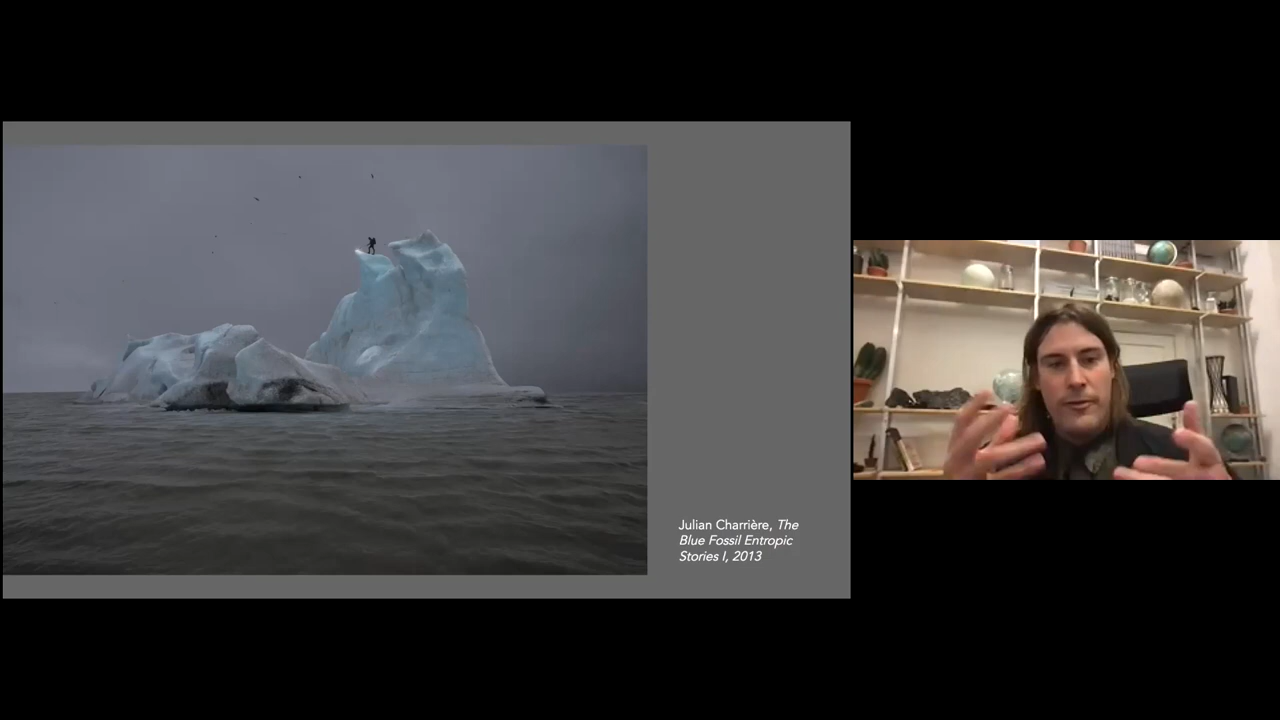 Julian Charrière, The
Blue Fossil Entropic
Stories I, 2013